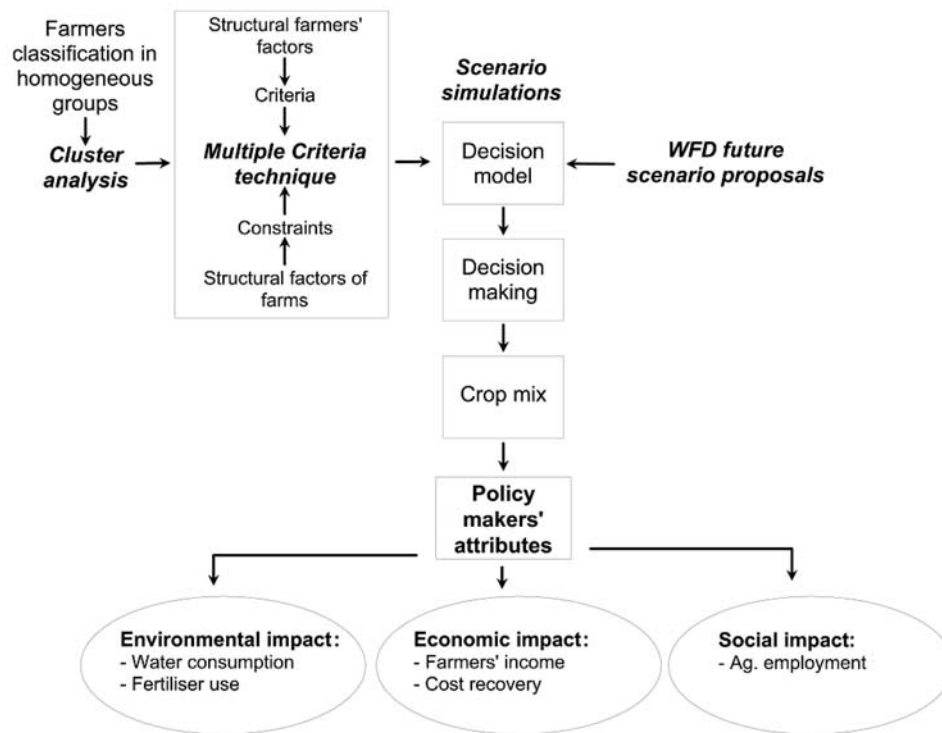 Farmers
classification in
homogeneous
groups
Cluster
analysis
Structural farmers'
factors
Criteria
Multiple Criteria
technique
Constraints
Structural factors of
farms
Scenario
simulations
Decision
model
WFD future
scenario proposals
Decision
making
Crop mix
Policy
makers'
attributes
Environmental impact:
- Water consumption
- Fertiliser use
Economic impact:
- Farmers' income
- Cost recovery
Social impact:
- Ag. employment